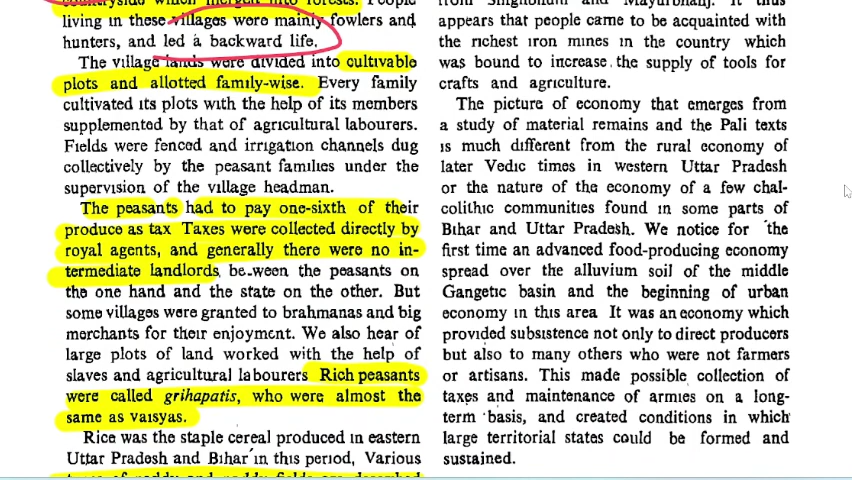 countryside which merged into forests. People
living in these villages were mainly fowlers and
hunters, and led a backward life.
The village lands were divided into cultivable
plots and allotted family-wise. Every family
cultivated its plots with the help of its members
supplemented by that of agricultural labourers.
Fields were fenced and irrigation channels dug
collectively by the peasant families under the
supervision of the village headman.
The peasants had to pay one-sixth of their
produce as tax Taxes were collected directly by
royal agents, and generally there were no in-
termediate landlords, be-ween the peasants on
the one hand and the state on the other. But
some villages were granted to brahmanas and big
merchants for their enjoyment. We also hear of
large plots of land worked with the help of
slaves and agricultural labourers Rich peasants
were called grihapatis, who were almost the
same as vaisyas.
Rice was the staple cereal produced in eastern
Uttar Pradesh and Bihar in this period, Various
types of paddy and paddy fields are described
from Singhbhum and Mayurbhanj. It thus
appears that people came to be acquainted with
the richest iron mines in the country which
was bound to increase the supply of tools for
crafts and agriculture.
The picture of economy that emerges from
a study of material remains and the Pali texts
is much different from the rural economy of
later Vedic times in western Uttar Pradesh
or the nature of the economy of a few chal-
colithic communities found in some parts of
Bihar and Uttar Pradesh. We notice for the
first time an advanced food-producing economy
spread over the alluvium soil of the middle
Gangetic basin and the beginning of urban
economy in this area It was an economy which
provided subsistence not only to direct producers
but also to many others who were not farmers
or artisans. This made possible collection of
taxes and maintenance of armies on a long-
term basis, and created conditions in which
large territorial states could be formed and
sustained.